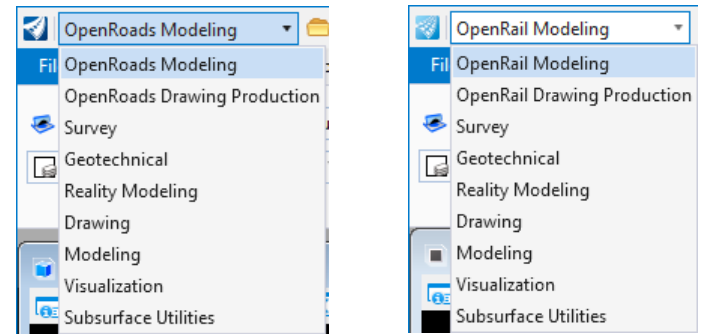 OpenRoads Modeling
Fil
OpenRoads Modeling
OpenRoads Drawing Production
Survey
Geotechnical
Reality Modeling
Drawing
Modeling
Visualization
Subsurface Utilities
OpenRail Modeling
Fil
OpenRail Modeling
OpenRail Drawing Production
Survey
Geotechnical
Reality Modeling
Drawing
Modeling
Visualization
Subsurface Utilities